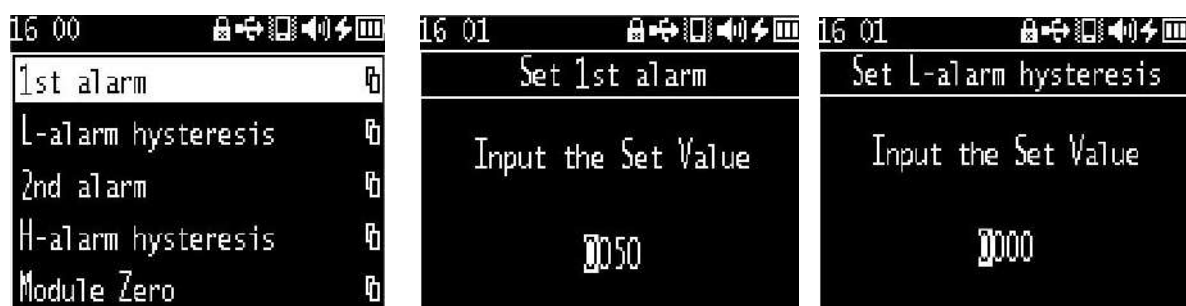 16 00
1st alarm
L-alarm hysteresis
2nd alarm
H-alarm hysteresis
Module Zero
16 01
Set 1st alarm
Input the Set Value
0050
16 01
Set L-alarm hysteresis
Input the Set Value
0000